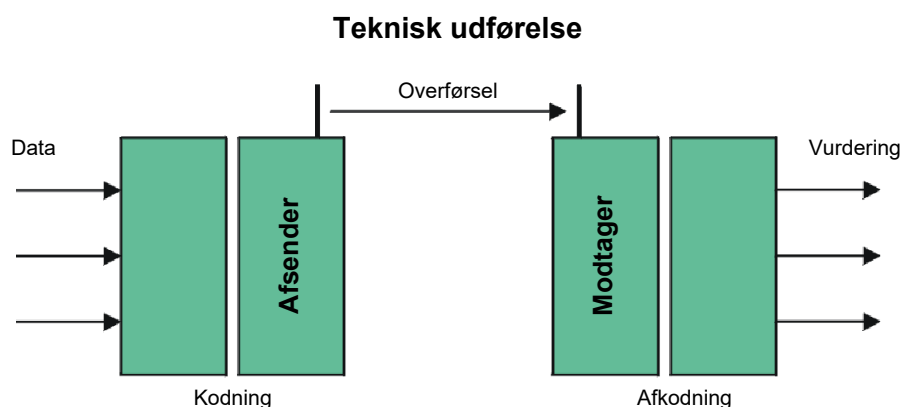 Teknisk udførelse
Overførsel
Data
Vurdering
Afsender
Modtager
Kodning
Afkodning